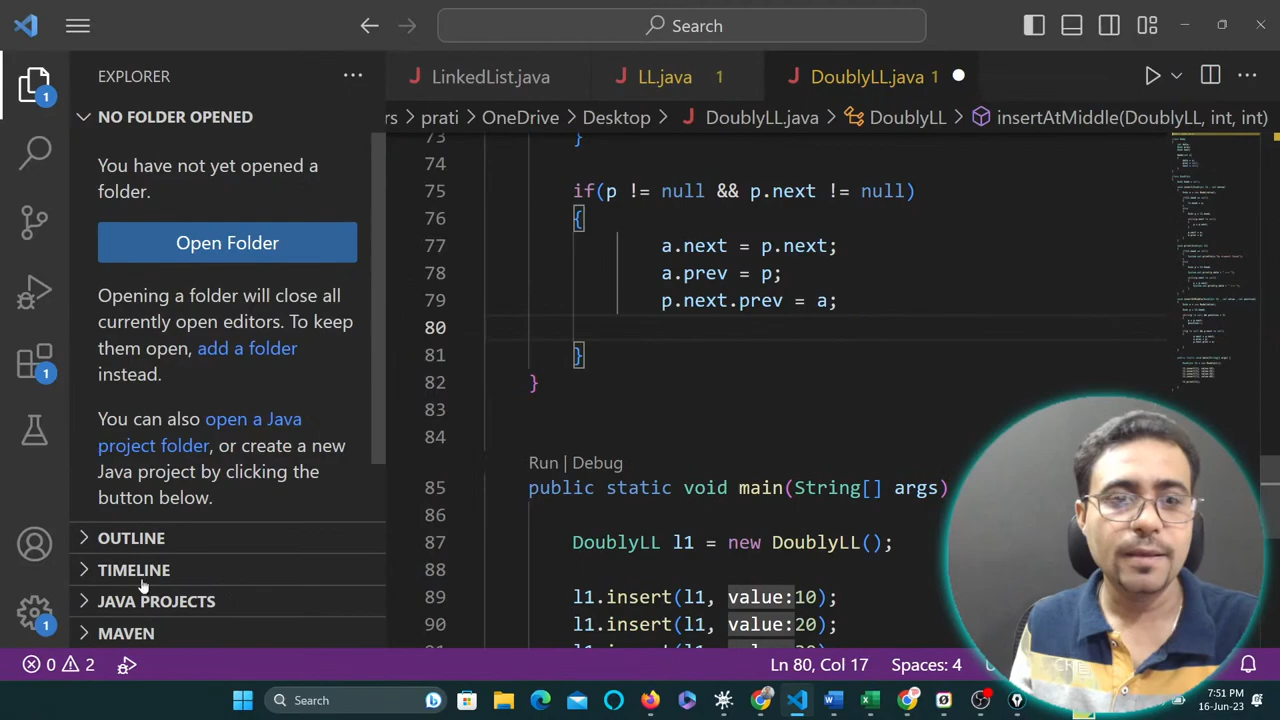 Search
EXPLORER
LinkedList.java
LL.java 1
DoublyLL.java 1
NO FOLDER OPENED
rs > prati > OneDrive > Desktop > DoublyLL.java > DoublyLL > insertAtMiddle(DoublyLL, int, int)
You have not yet opened a
folder.
Open Folder
Opening a folder will close all
currently open editors. To keep
them open, add a folder
instead.
You can also open a Java
project folder, or create a new
Java project by clicking the
button below.
OUTLINE
TIMELINE
JAVA PROJECTS
MAVEN
73 }
74
75 if(p != null && p.next != null)
76 {
77 a.next = p.next;
78 a.prev = p;
79 p.next.prev = a;
80
81 }
82 }
83
84
Run | Debug
85 public static void main(String[] args)
86
87 DoublyLL l1 = new DoublyLL();
88
89 l1.insert(l1, value:10);
90 l1.insert(l1, value:20);
1
1
1
0 2
Ln 80, Col 17
Spaces: 4
Search
7:51 PM
16-Jun-23